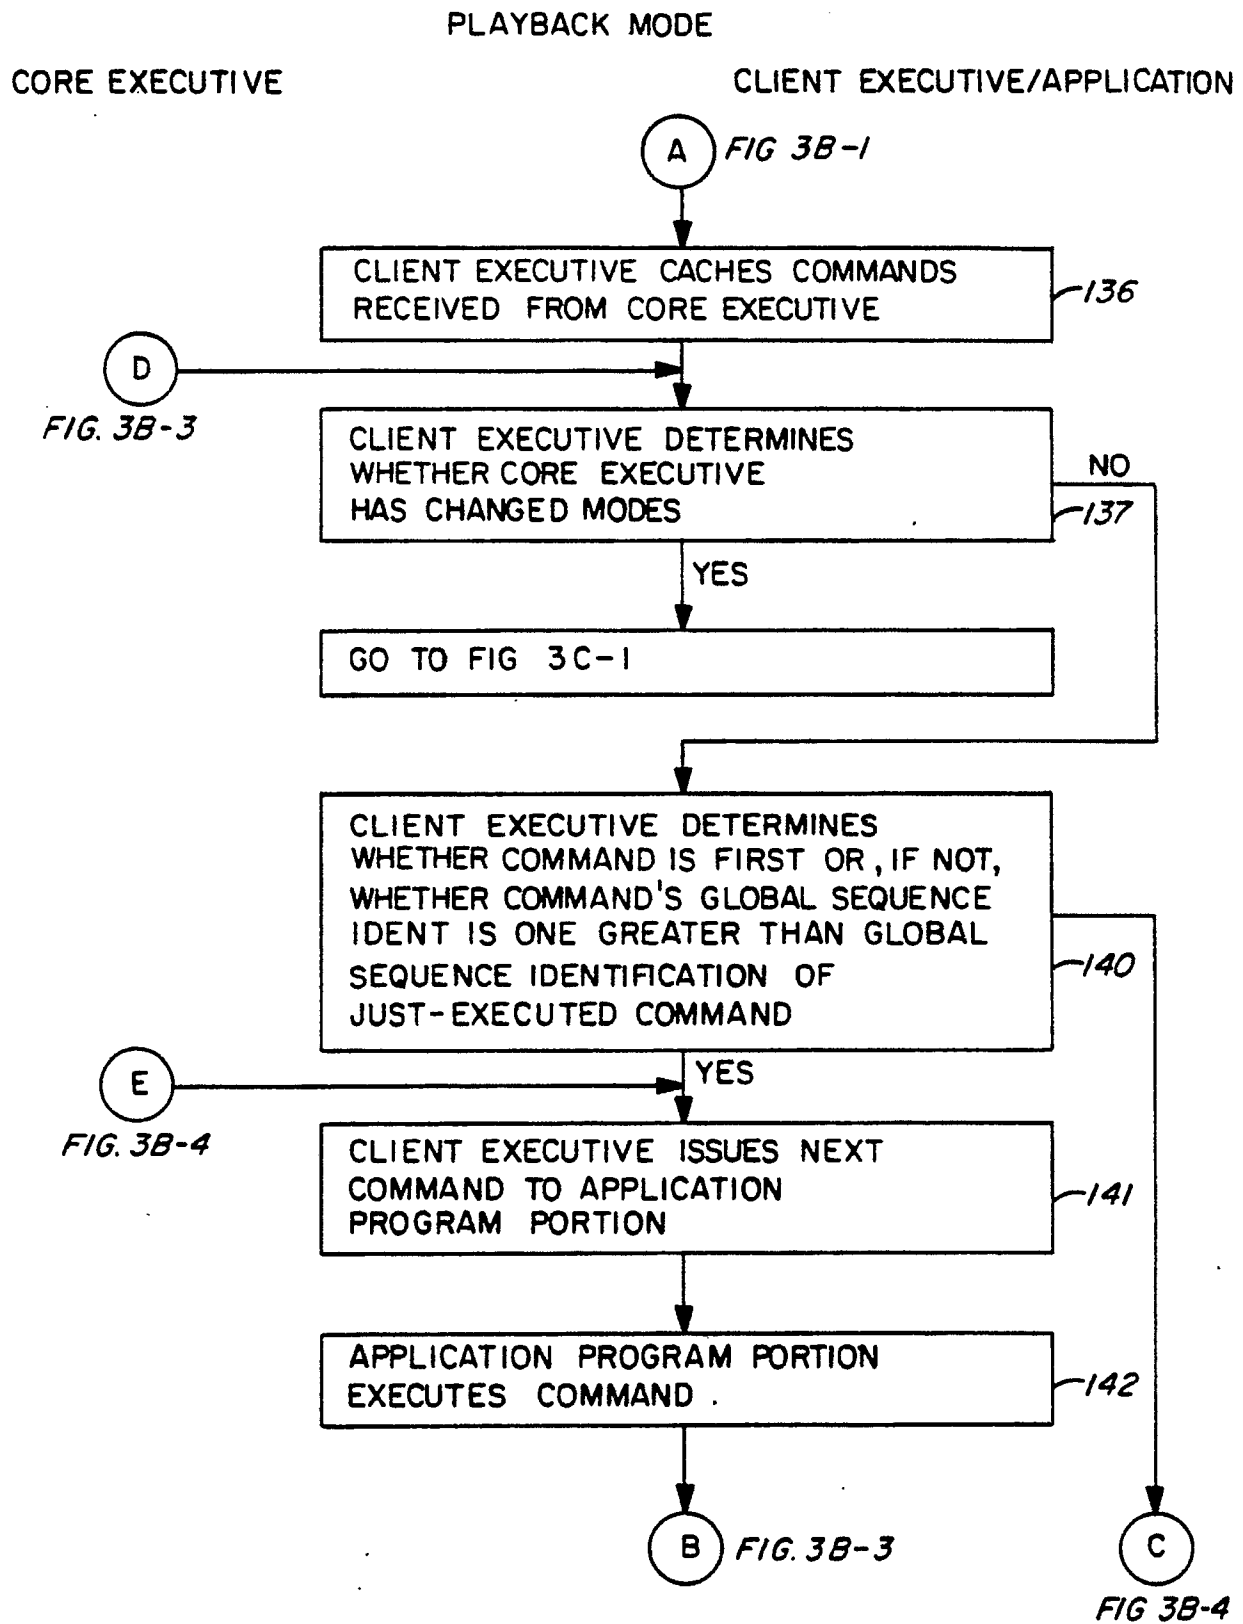 PLAYBACK MODE
CORE EXECUTIVE
CLIENT EXECUTIVE/APPLICATION
A
FIG 3B-1
CLIENT EXECUTIVE CACHES COMMANDS
RECEIVED FROM CORE EXECUTIVE
136
D
FIG. 3B-3
CLIENT EXECUTIVE DETERMINES
WHETHER CORE EXECUTIVE
HAS CHANGED MODES
NO
137
YES
GO TO FIG 3C-1
CLIENT EXECUTIVE DETERMINES
WHETHER COMMAND IS FIRST OR, IF NOT,
WHETHER COMMAND'S GLOBAL SEQUENCE
IDENT IS ONE GREATER THAN GLOBAL
SEQUENCE IDENTIFICATION OF
JUST-EXECUTED COMMAND
140
YES
E
FIG. 3B-4
CLIENT EXECUTIVE ISSUES NEXT
COMMAND TO APPLICATION
PROGRAM PORTION
141
APPLICATION PROGRAM PORTION
EXECUTES COMMAND
142
B
FIG. 3B-3
C
FIG 3B-4